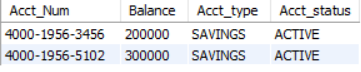 Acct_Num Balance Acct_type Acct_status
4000-1956-3456 200000 SAVINGS ACTIVE
4000-1956-5102 300000 SAVINGS ACTIVE